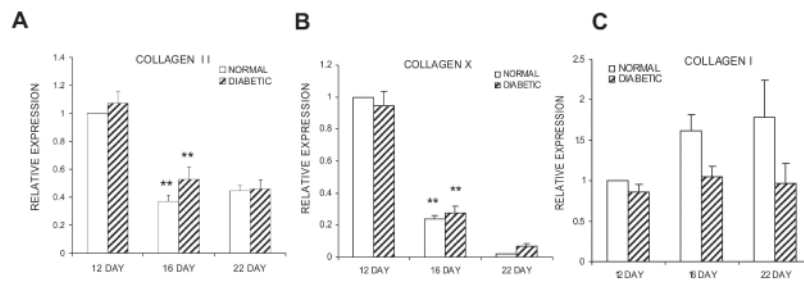 A
COLLAGEN II
NORMAL
DIABETIC
RELATIVE EXPRESSION
1.4
1.2
1
0.8
0.6
0.4
0.2
0
**
**
12 DAY
16 DAY
22 DAY
B
COLLAGEN X
NORMAL
DIABETIC
RELATIVE EXPRESSION
1.2
1
0.8
0.6
0.4
0.2
0
**
**
12 DAY
16 DAY
22 DAY
C
COLLAGEN I
NORMAL
DIABETIC
RELATIVE EXPRESSION
2.5
2
1.5
1
0.5
0
12 DAY
16 DAY
22 DAY